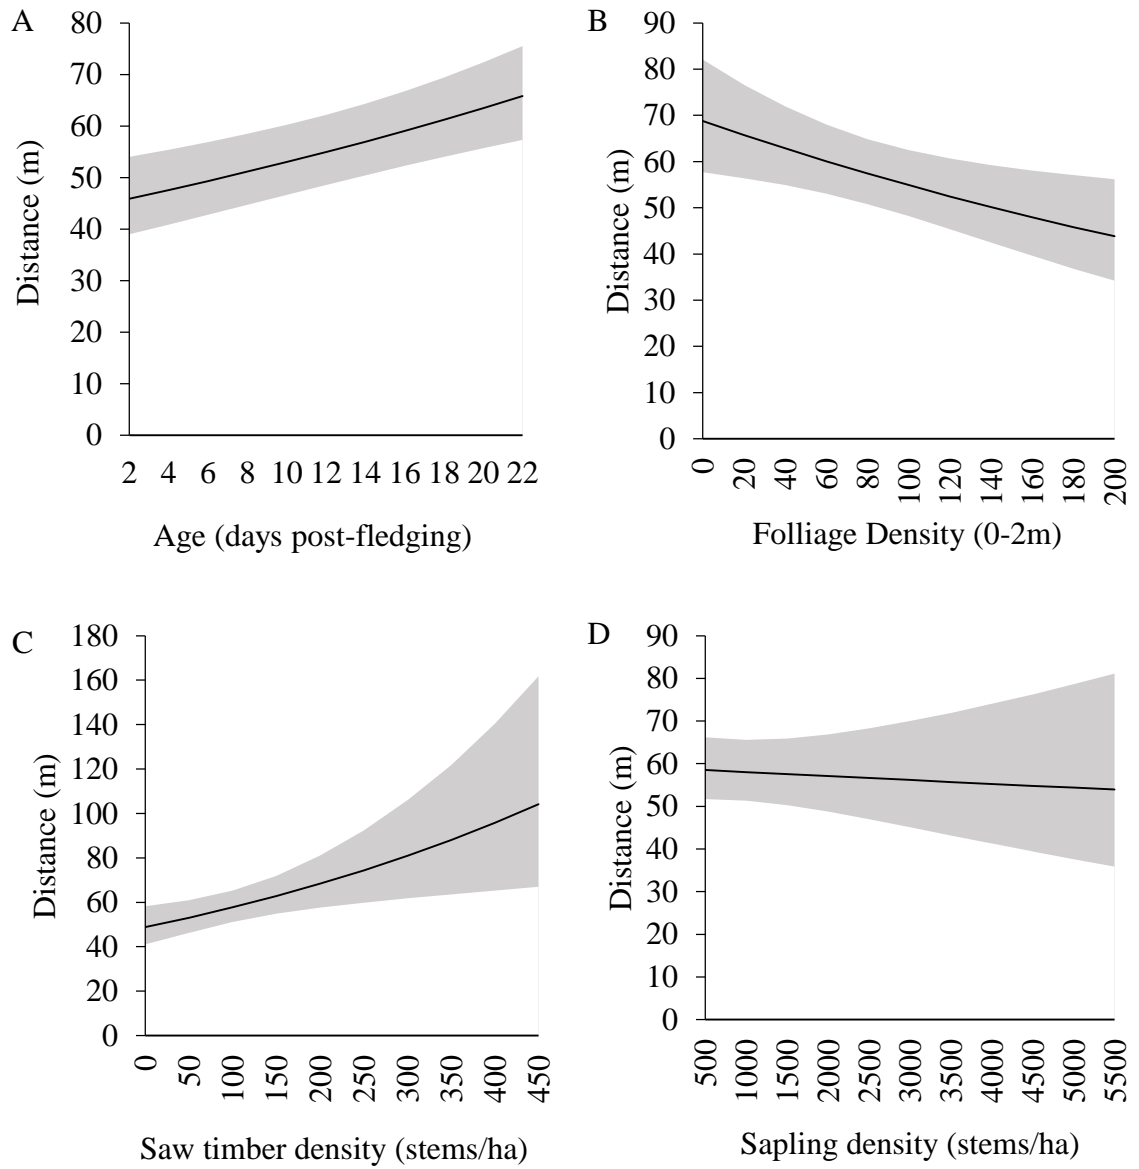 A
80
70
60
50
40
30
20
10
0
Distance (m)
2 4 6 8 10 12 14 16 18 20 22
Age (days post-fledging)
B
90
80
70
60
50
40
30
20
10
0
Distance (m)
0 20 40 60 80 100 120 140 160 180 200
Folliage Density (0-2m)
C
180
160
140
120
100
80
60
40
20
0
Distance (m)
0 50 100 150 200 250 300 350 400 450
Saw timber density (stems/ha)
D
90
80
70
60
50
40
30
20
10
0
Distance (m)
500 1000 1500 2000 2500 3000 3500 4000 4500 5000 5500
Sapling density (stems/ha)